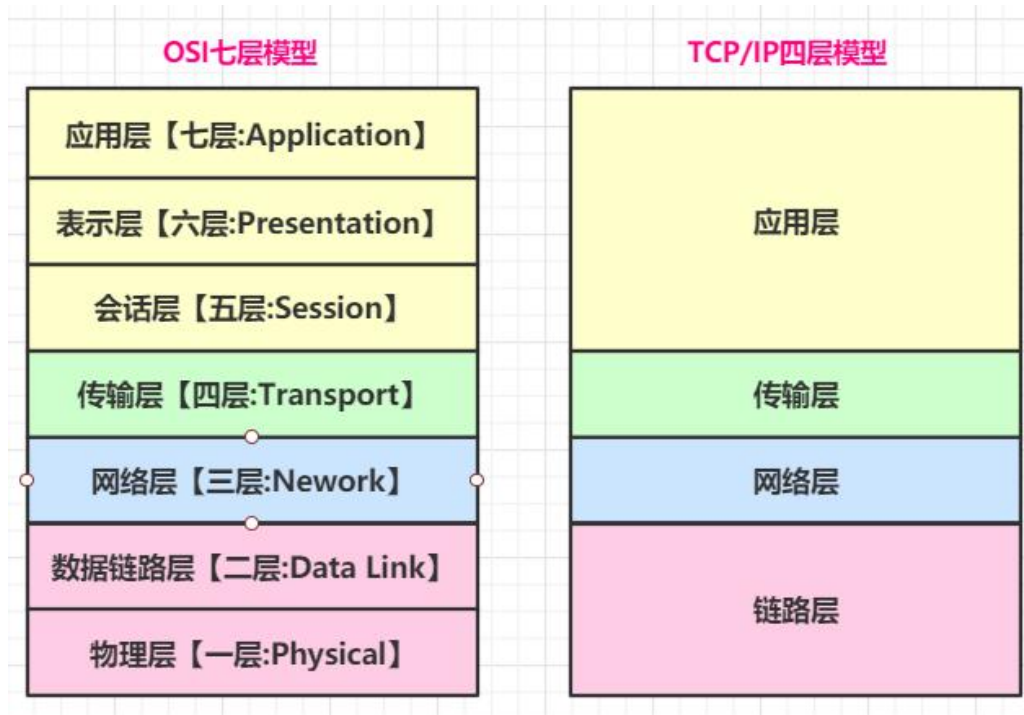 OSI七层模型
应用层【七层:Application】
表示层【六层:Presentation】
会话层【五层:Session】
传输层【四层:Transport】
网络层【三层:Nework】
数据链路层【二层:Data Link】
物理层【一层:Physical】
TCP/IP四层模型
应用层
传输层
网络层
链路层